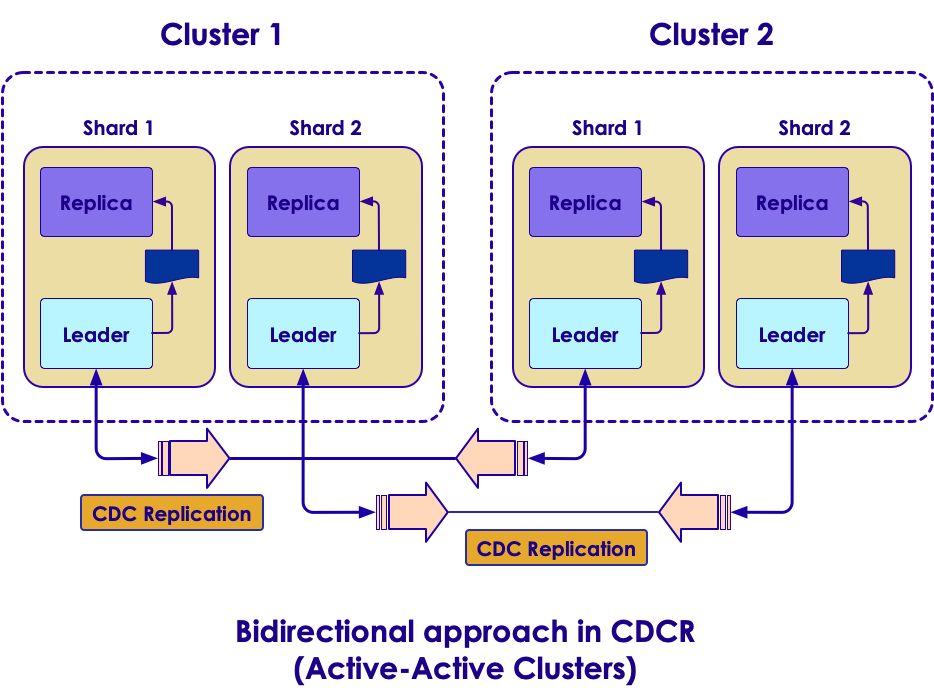 Cluster 1
Cluster 2
Shard 1
Shard 2
Shard 1
Shard 2
Replica
Replica
Replica
Replica
Leader
Leader
Leader
Leader
CDC Replication
CDC Replication
Bidirectional approach in CDCR
(Active-Active Clusters)